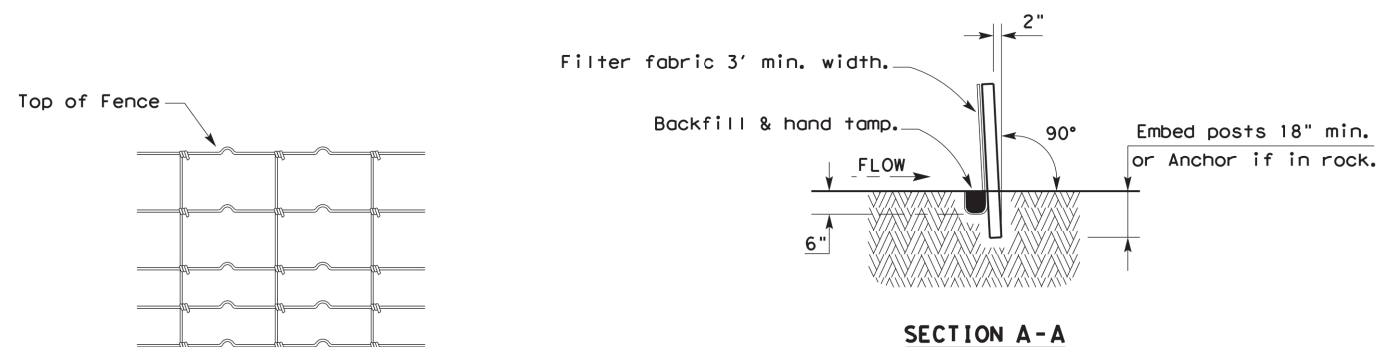 Top of Fence
2"
Filter fabric 3' min. width.
Backfill & hand tamp.
90°
Embed posts 18" min.
or Anchor if in rock.
FLOW
6"
SECTION A-A